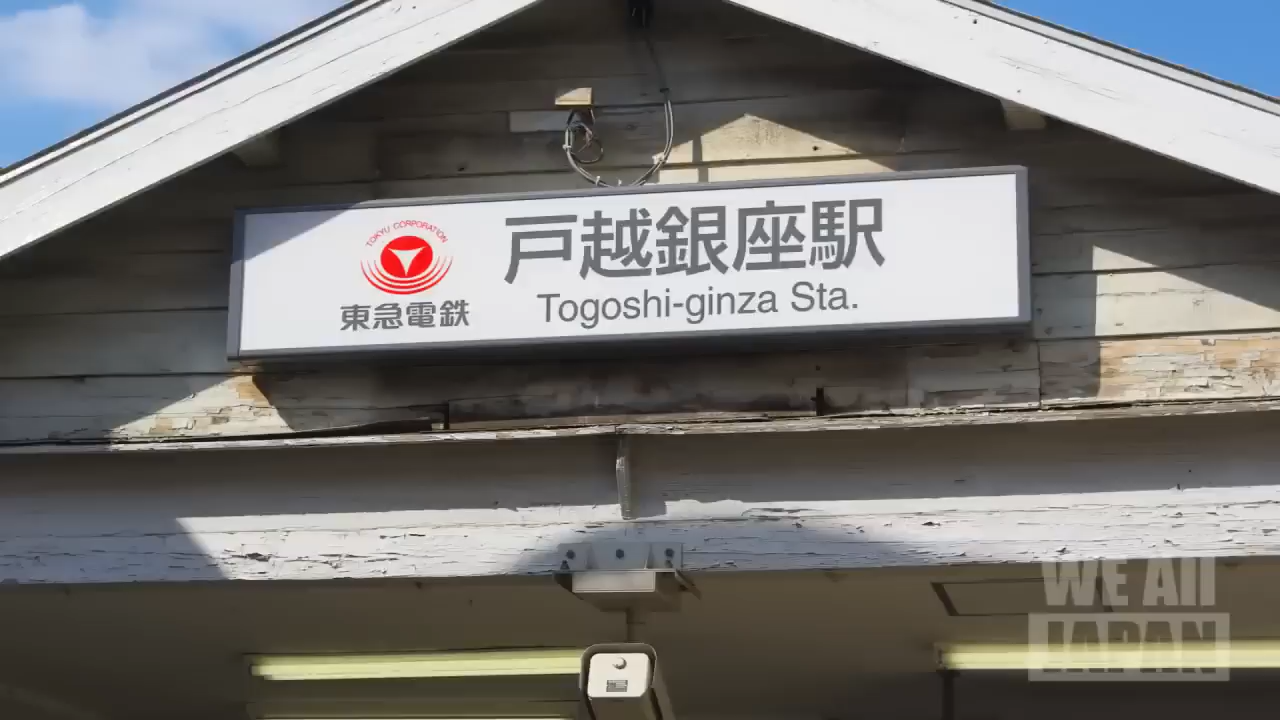 TOKYU CORPORATION
東急電鉄
戸越銀座駅
Togoshi-ginza Sta.
WE All
JAPAN